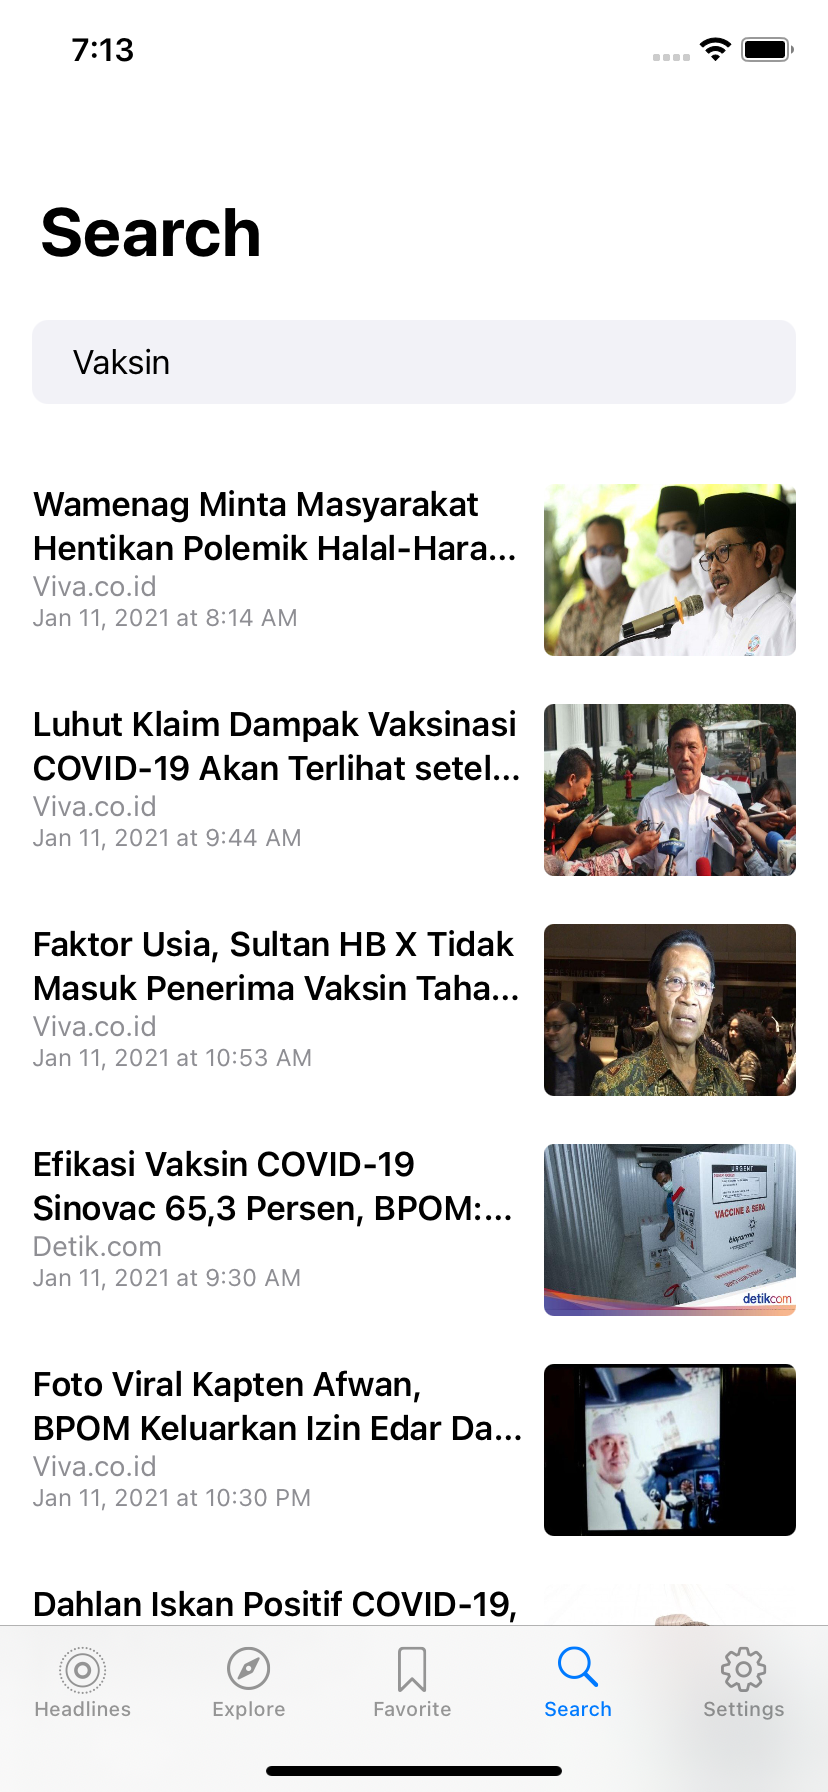 7:13
Search
Vaksin
Wamenag Minta Masyarakat
Hentikan Polemik Halal-Hara...
Viva.co.id
Jan 11, 2021 at 8:14 AM
Luhut Klaim Dampak Vaksinasi
COVID-19 Akan Terlihat setel...
Viva.co.id
Jan 11, 2021 at 9:44 AM
Faktor Usia, Sultan HB X Tidak
Masuk Penerima Vaksin Taha...
Viva.co.id
Jan 11, 2021 at 10:53 AM
Efikasi Vaksin COVID-19
Sinovac 65,3 Persen, BPOM:...
Detik.com
Jan 11, 2021 at 9:30 AM
URGENT
VACCINE & SERA
biofarma
detikcom
Foto Viral Kapten Afwan,
BPOM Keluarkan Izin Edar Da...
Viva.co.id
Jan 11, 2021 at 10:30 PM
Dahlan Iskan Positif COVID-19,
Headlines
Explore
Favorite
Search
Settings